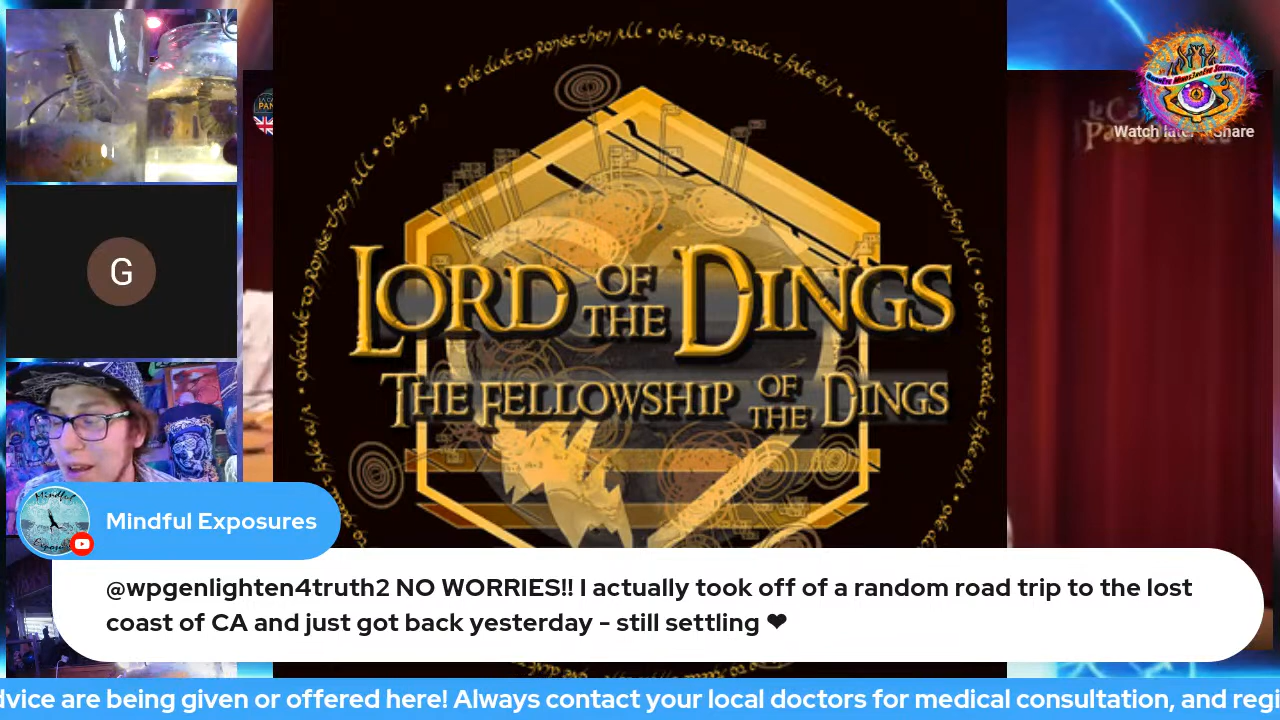 Watch later
Share
G
LORD OF THE DINGS
THE FELLOWSHIP OF THE DINGS
Mindful Exposures
@wpgenlighten4truth2 NO WORRIES!! I actually took off of a random road trip to the lost
coast of CA and just got back yesterday - still settling ❤
dvice are being given or offered here! Always contact your local doctors for medical consultation, and regi